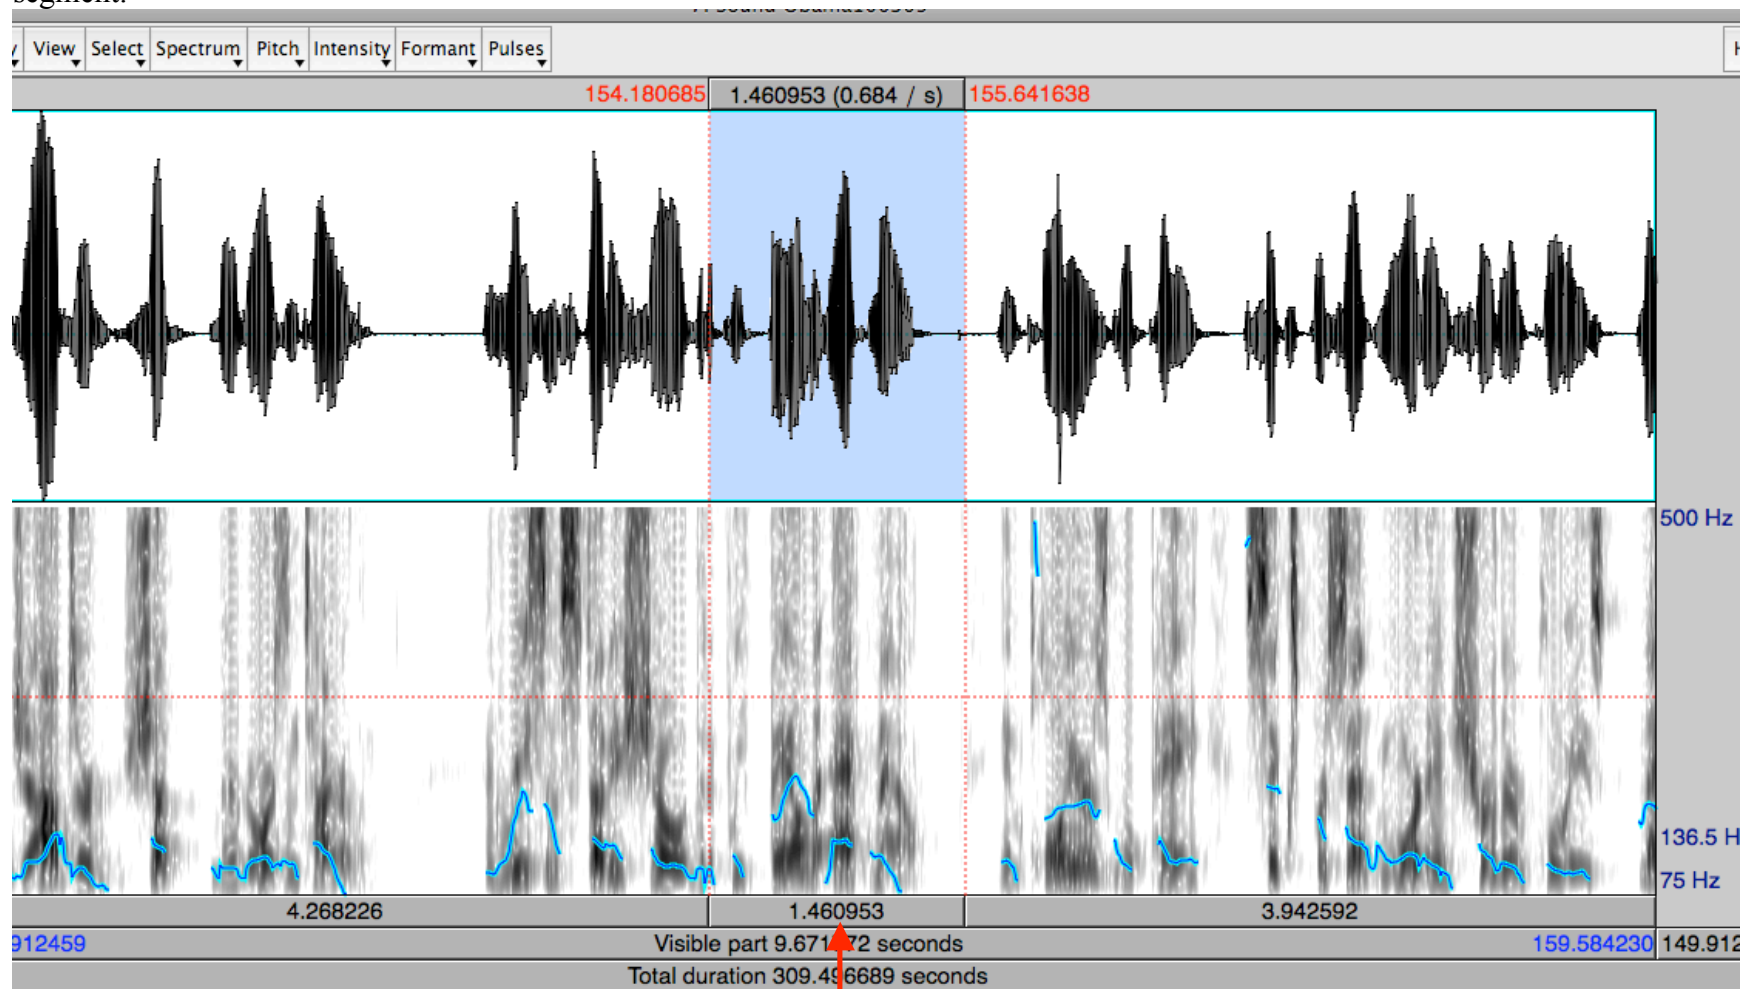 segment.
View Select Spectrum Pitch Intensity Formant Pulses
154.180685 1.460953 (0.684 / s) 155.641638
500 Hz
136.5 H
75 Hz
4.268226 1.460953 3.942592
912459 Visible part 9.671 72 seconds 159.584230 149.912
Total duration 309.496689 seconds